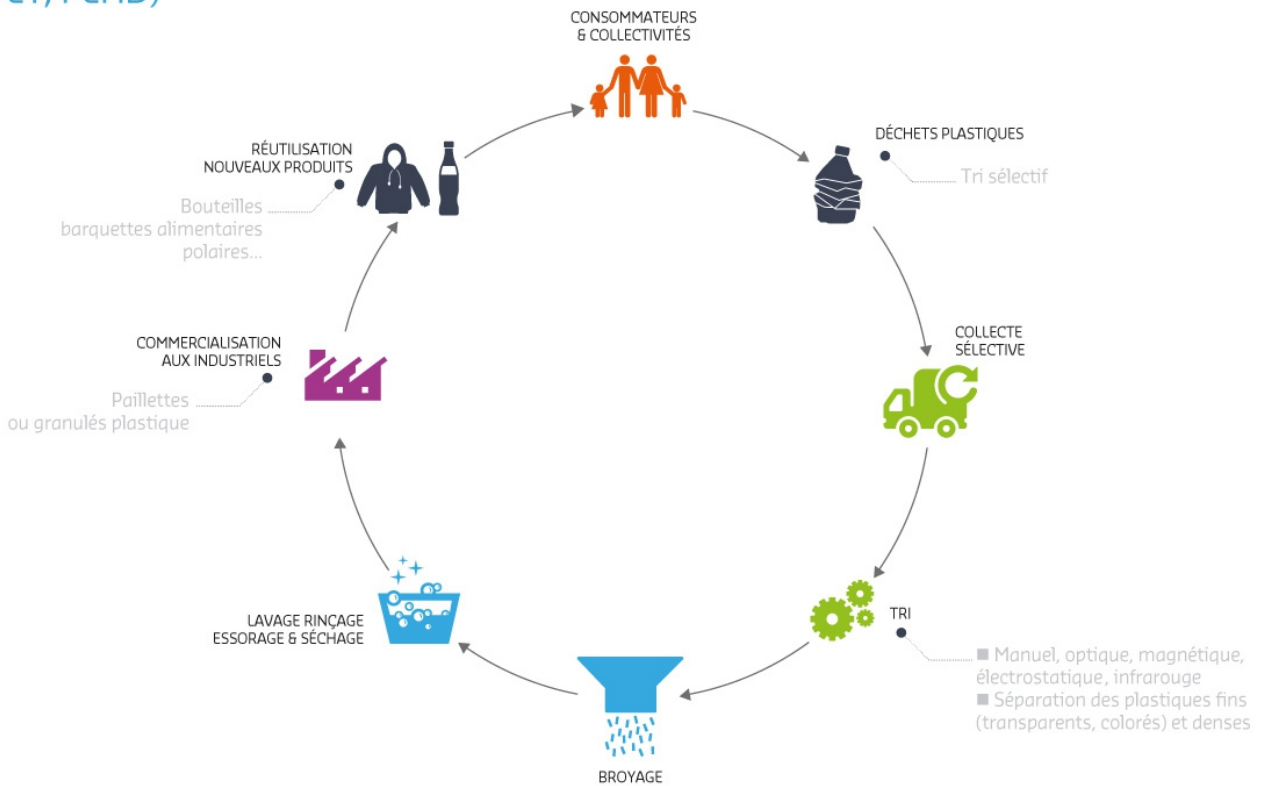 CONSOMMATEURS
& COLLECTIVITÉS
DÉCHETS PLASTIQUES
Tri sélectif
COLLECTE
SÉLECTIVE
TRI
■ Manuel, optique, magnétique,
électrostatique, infrarouge
■ Séparation des plastiques fins
(transparents, colorés) et denses
BROYAGE
LAVAGE RINÇAGE
ESSORAGE & SÉCHAGE
COMMERCIALISATION
AUX INDUSTRIELS
Paillettes
ou granulés plastique
RÉUTILISATION
NOUVEAUX PRODUITS
Bouteilles
barquettes alimentaires
polaires...